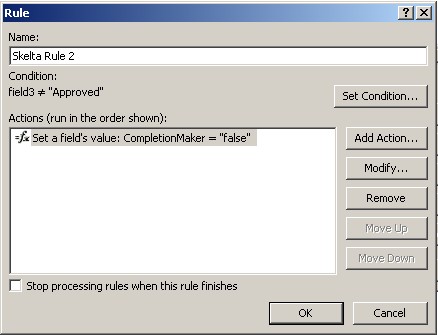 Rule
Name:
Skelta Rule 2
Condition:
field3 ≠ "Approved"
Set Condition...
Actions (run in the order shown):
Set a field's value: CompletionMaker = "false"
Add Action...
Modify...
Remove
Move Up
Move Down
Stop processing rules when this rule finishes
OK
Cancel